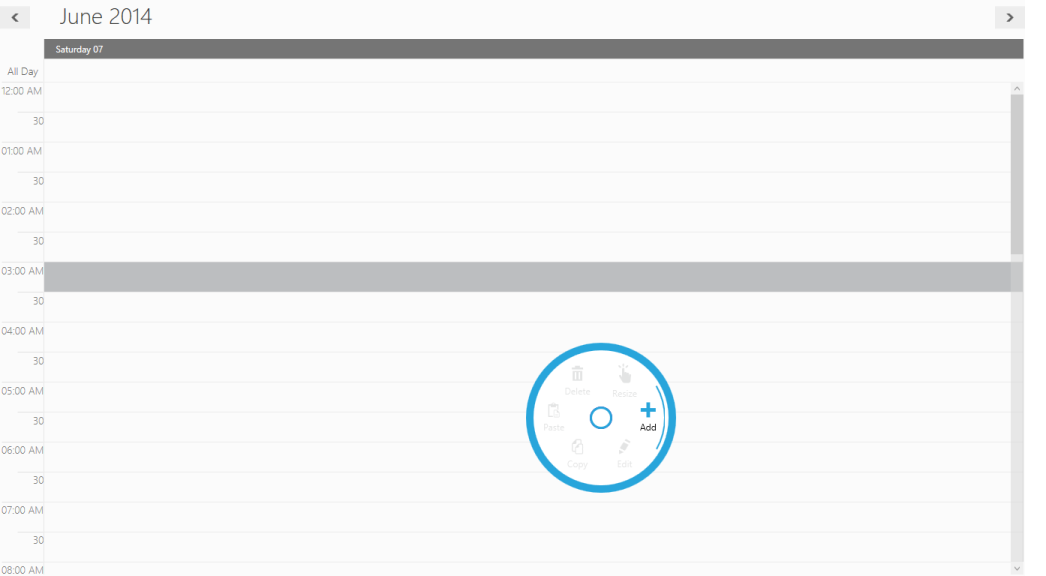 June 2014
Saturday 07
All Day
12:00 AM
30
01:00 AM
30
02:00 AM
30
03:00 AM
30
04:00 AM
30
05:00 AM
30
06:00 AM
30
07:00 AM
30
08:00 AM
Delete
Resize
Paste
Add
Copy
Edit